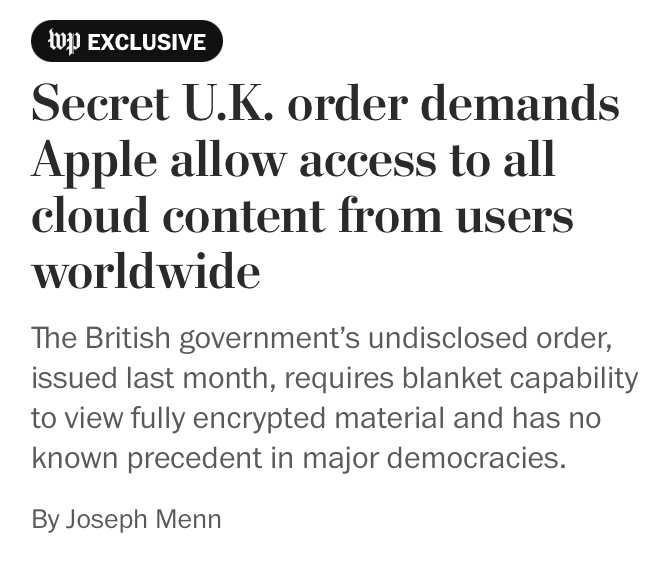 wp EXCLUSIVE
Secret U.K. order demands
Apple allow access to all
cloud content from users
worldwide
The British government’s undisclosed order,
issued last month, requires blanket capability
to view fully encrypted material and has no
known precedent in major democracies.
By Joseph Menn